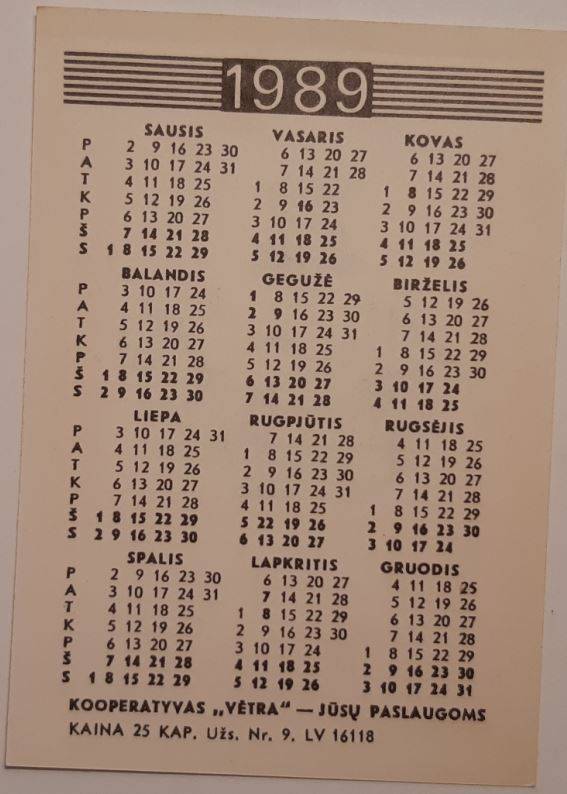 1989
SAUSIS VASARIS KOVAS
P 2 9 16 23 30 6 13 20 27 6 13 20 27
A 3 10 17 24 31 7 14 21 28 7 14 21 28
T 4 11 18 25 1 8 15 22 1 8 15 22 29
K 5 12 19 26 2 9 16 23 2 9 16 23 30
P 6 13 20 27 3 10 17 24 3 10 17 24 31
Š 7 14 21 28 4 11 18 25 4 11 18 25
S 1 8 15 22 29 5 12 19 26 5 12 19 26
BALANDIS GEGUŽĖ BIRŽELIS
P 3 10 17 24 1 8 15 22 29 5 12 19 26
A 4 11 18 25 2 9 16 23 30 6 13 20 27
T 5 12 19 26 3 10 17 24 31 7 14 21 28
K 6 13 20 27 4 11 18 25 1 8 15 22 29
P 7 14 21 28 5 12 19 26 2 9 16 23 30
Š 1 8 15 22 29 6 13 20 27 3 10 17 24
S 2 9 16 23 30 7 14 21 28 4 11 18 25
LIEPA RUGPJŪTIS RUGSĖJIS
P 3 10 17 24 31 7 14 21 28 4 11 18 25
A 4 11 18 25 1 8 15 22 29 5 12 19 26
T 5 12 19 26 2 9 16 23 30 6 13 20 27
K 6 13 20 27 3 10 17 24 31 7 14 21 28
P 7 14 21 28 4 11 18 25 1 8 15 22 29
Š 1 8 15 22 29 5 22 19 26 2 9 16 23 30
S 2 9 16 23 30 6 13 20 27 3 10 17 24
SPALIS LAPKRITIS GRUODIS
P 2 9 16 23 30 6 13 20 27 4 11 18 25
A 3 10 17 24 31 7 14 21 28 5 12 19 26
T 4 11 18 25 1 8 15 22 29 6 13 20 27
K 5 12 19 26 2 9 16 23 30 7 14 21 28
P 6 13 20 27 3 10 17 24 1 8 15 22 29
Š 7 14 21 28 4 11 18 25 2 9 16 23 30
S 1 8 15 22 29 5 12 19 26 3 10 17 24 31
KOOPERATYVAS „VĖTRA“ — JŪSŲ PASLAUGOMS
KAINA 25 KAP. Užs. Nr. 9. LV 16118